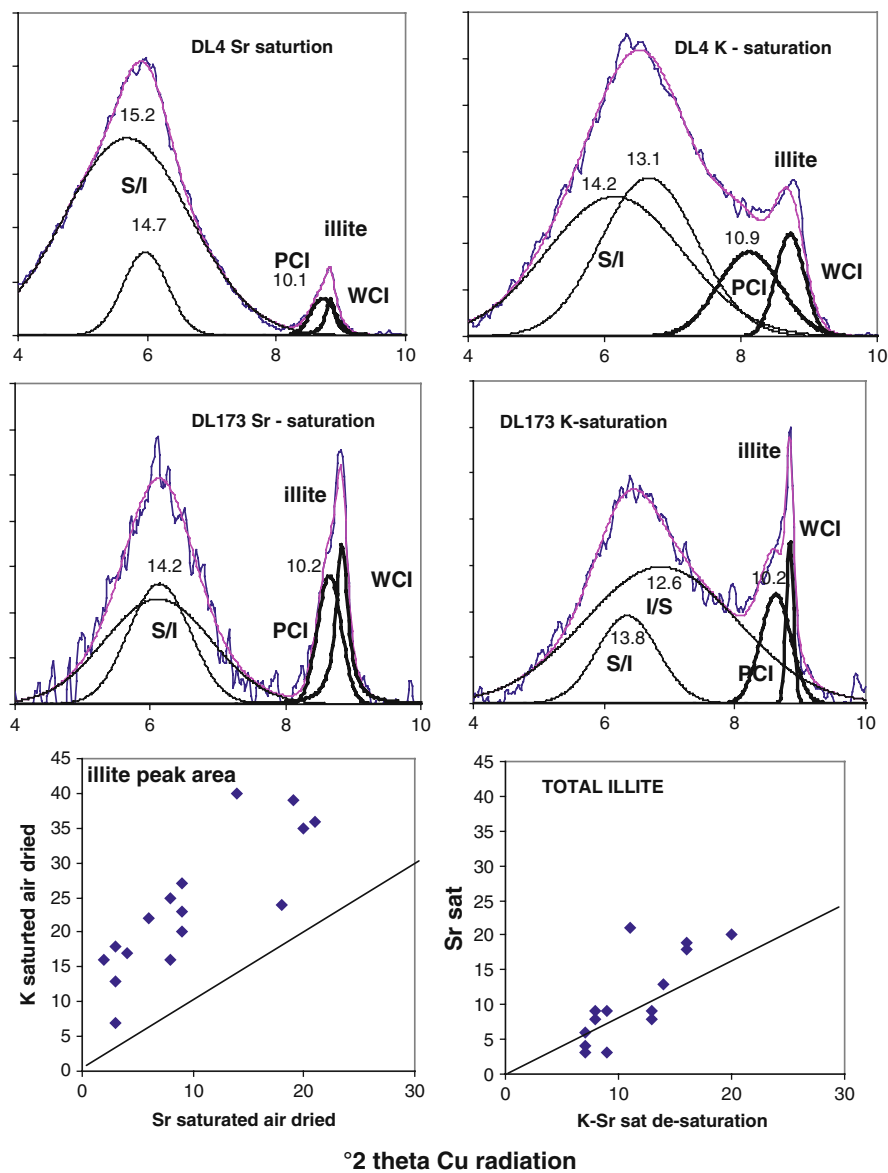 DL4 Sr saturtion
15.2
S/I
14.7
illite
PCI
10.1
WCI
4 6 8 10
DL4 K - saturation
illite
14.2
13.1
S/I
10.9
PCI
WCI
4 6 8 10
DL173 Sr - saturation
illite
14.2
10.2
WCI
PCI
S/I
4 6 8 10
DL173 K-saturation
illite
WCI
12.6
10.2
I/S
13.8
PCI
S/I
4 6 8 10
illite peak area
K saturted air dried
45
40
35
30
25
20
15
10
5
0
0 10 20 30
Sr saturated air dried
TOTAL ILLITE
Sr sat
45
40
35
30
25
20
15
10
5
0
0 10 20 30
K-Sr sat de-saturation
°2 theta Cu radiation